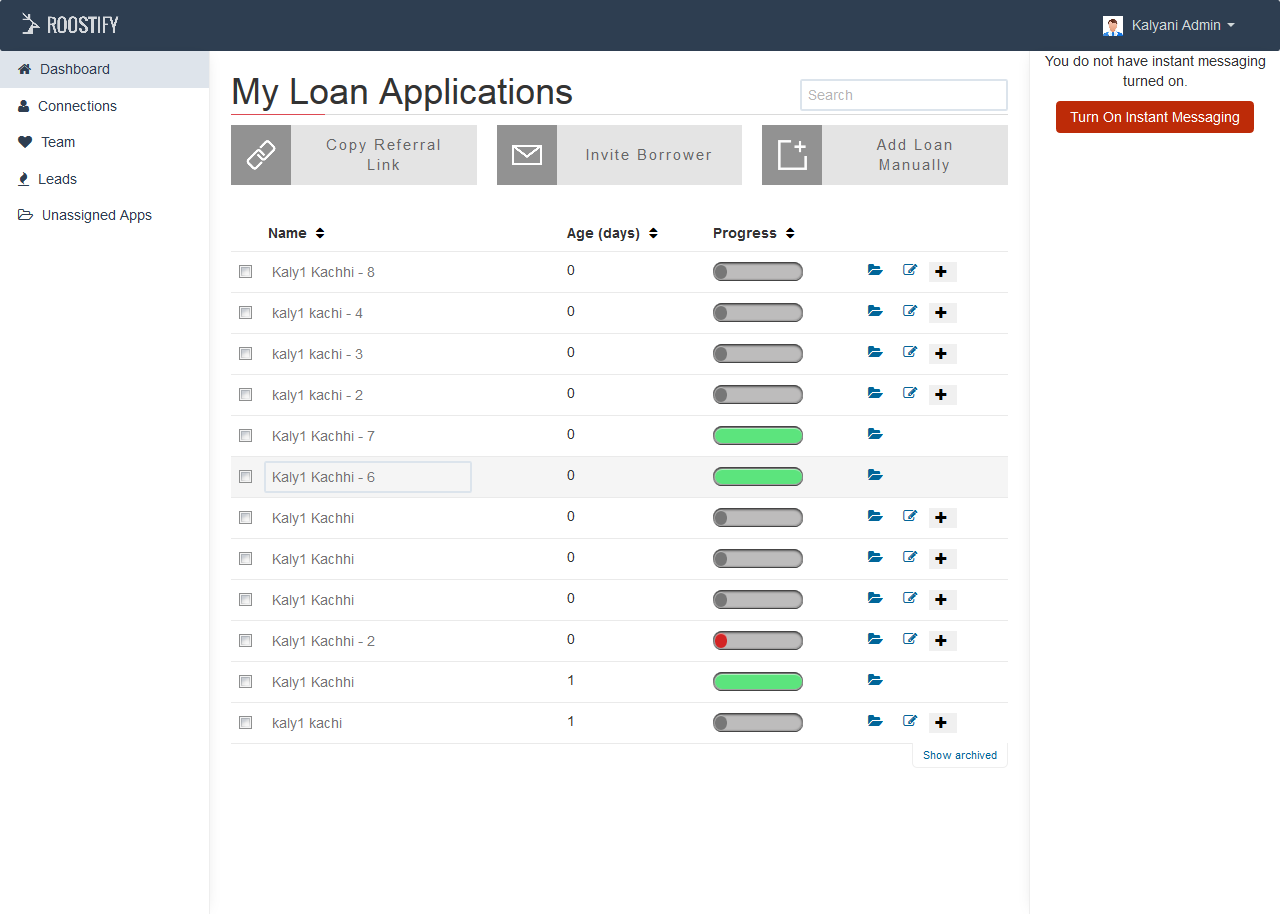 ROOSTIFY
Kalyani Admin
Dashboard
Connections
Team
Leads
Unassigned Apps
My Loan Applications
Search
Copy Referral
Link
Invite Borrower
Add Loan
Manually
Name Age (days) Progress
Kaly1 Kachhi - 8 0
kaly1 kachi - 4 0
kaly1 kachi - 3 0
kaly1 kachi - 2 0
Kaly1 Kachhi - 7 0
Kaly1 Kachhi - 6 0
Kaly1 Kachhi 0
Kaly1 Kachhi 0
Kaly1 Kachhi 0
Kaly1 Kachhi - 2 0
Kaly1 Kachhi 1
kaly1 kachi 1
Show archived
You do not have instant messaging
turned on.
Turn On Instant Messaging